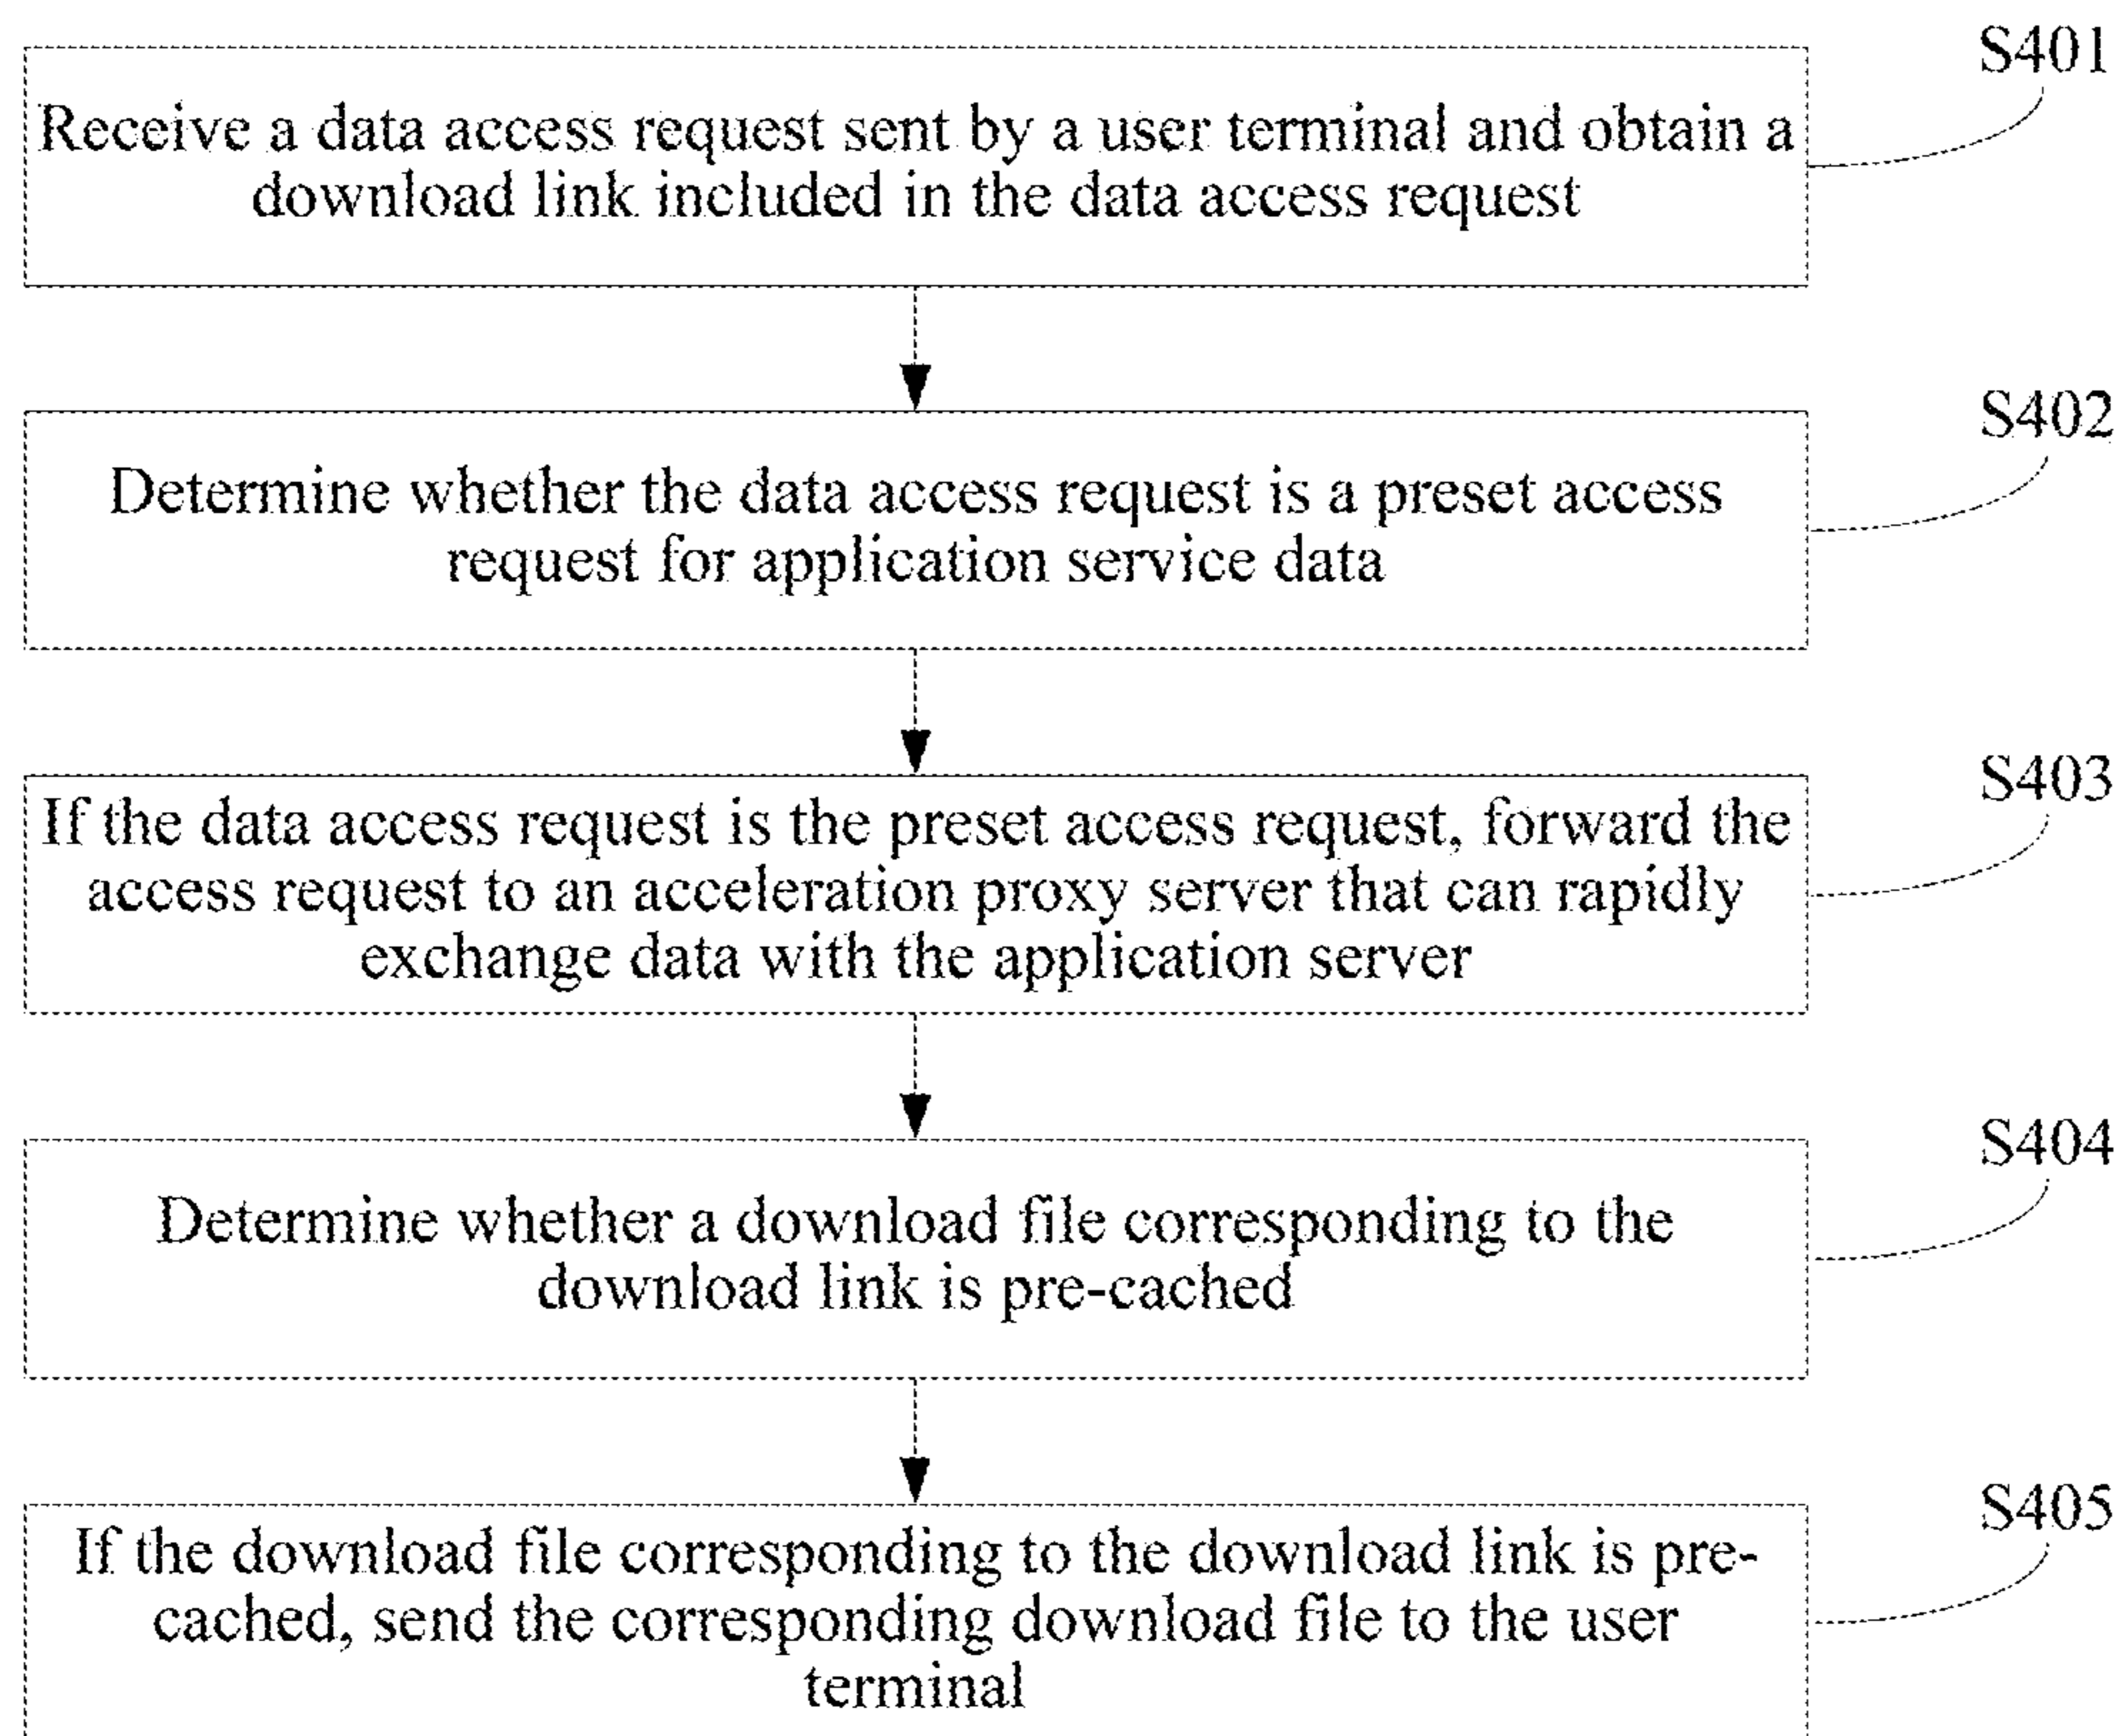 S401
Receive a data access request sent by a user terminal and obtain a
download link included in the data access request
S402
Determine whether the data access request is a preset access
request for application service data
S403
If the data access request is the preset access request, forward the
access request to an acceleration proxy server that can rapidly
exchange data with the application server
S404
Determine whether a download file corresponding to the
download link is pre-cached
S405
If the download file corresponding to the download link is pre-
cached, send the corresponding download file to the user
terminal